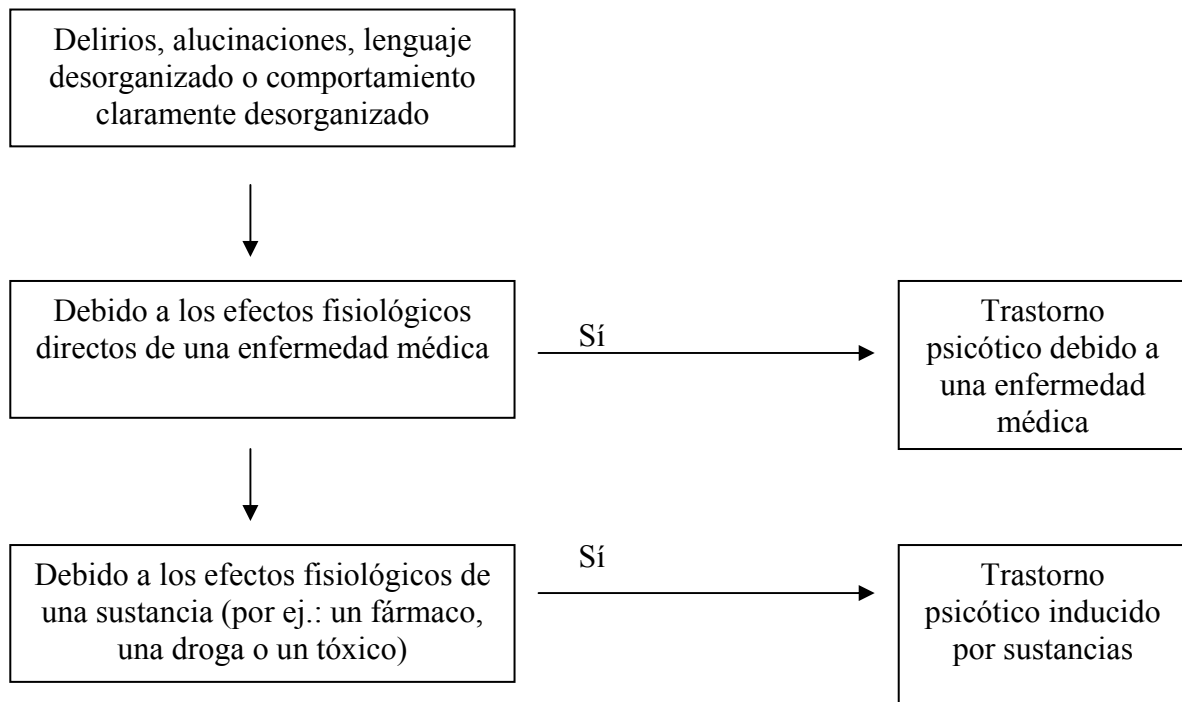 Delirios, alucinaciones, lenguaje
desorganizado o comportamiento
claramente desorganizado
Debido a los efectos fisiológicos
directos de una enfermedad médica
Sí
Trastorno
psicótico debido a
una enfermedad
médica
Debido a los efectos fisiológicos de
una sustancia (por ej.: un fármaco,
una droga o un tóxico)
Sí
Trastorno
psicótico inducido
por sustancias